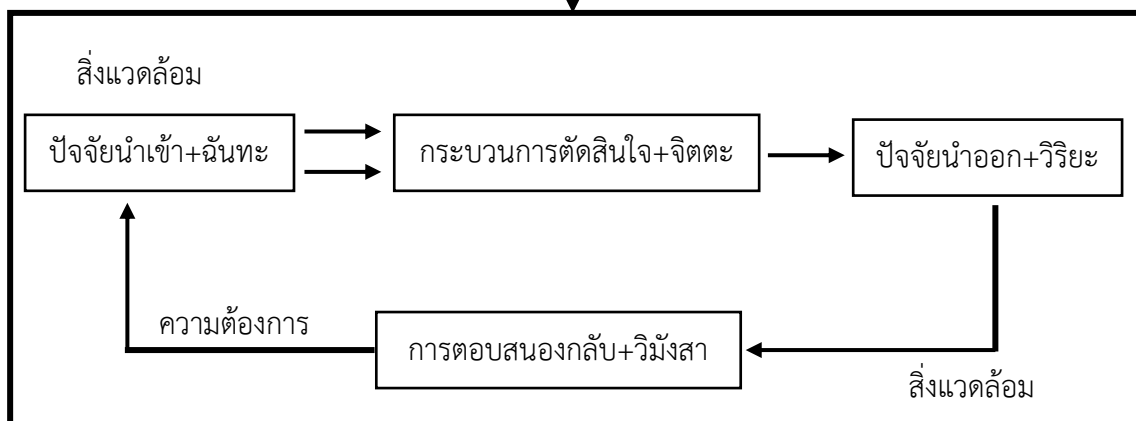 สิ่งแวดล้อม
ปัจจัยนำเข้า+ฉันทะ
กระบวนการตัดสินใจ+จิตตะ
ปัจจัยนำออก+วิริยะ
ความต้องการ
การตอบสนองกลับ+วิมังสา
สิ่งแวดล้อม